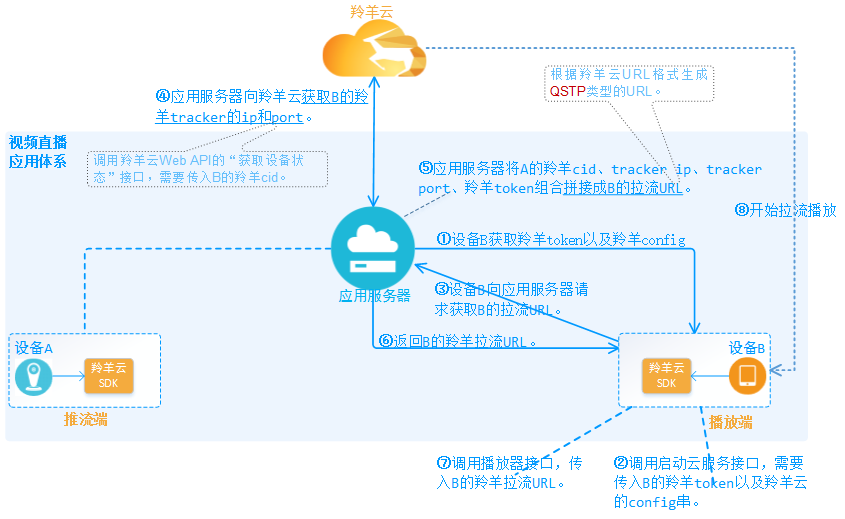 羚羊云
④应用服务器向羚羊云获取B的羚
羊tracker的ip和port。
根据羚羊云URL格式生成
QSTP类型的URL。
视频直播
应用体系
调用羚羊云Web API的“获取设备状
态”接口，需要传入B的羚羊cid。
⑤应用服务器将A的羚羊cid、tracker ip、tracker
port、羚羊token组合拼接成B的拉流URL。
⑧开始拉流播放
①设备B获取羚羊token以及羚羊config
③设备B向应用服务器请
求获取B的拉流URL。
应用服务器
⑥返回B的羚羊拉流URL。
设备A
羚羊云
SDK
推流端
设备B
羚羊云
SDK
播放端
⑦调用播放器接口，传
入B的羚羊拉流URL。
②调用启动云服务接口，需要
传入B的羚羊token以及羚羊云
的config串。